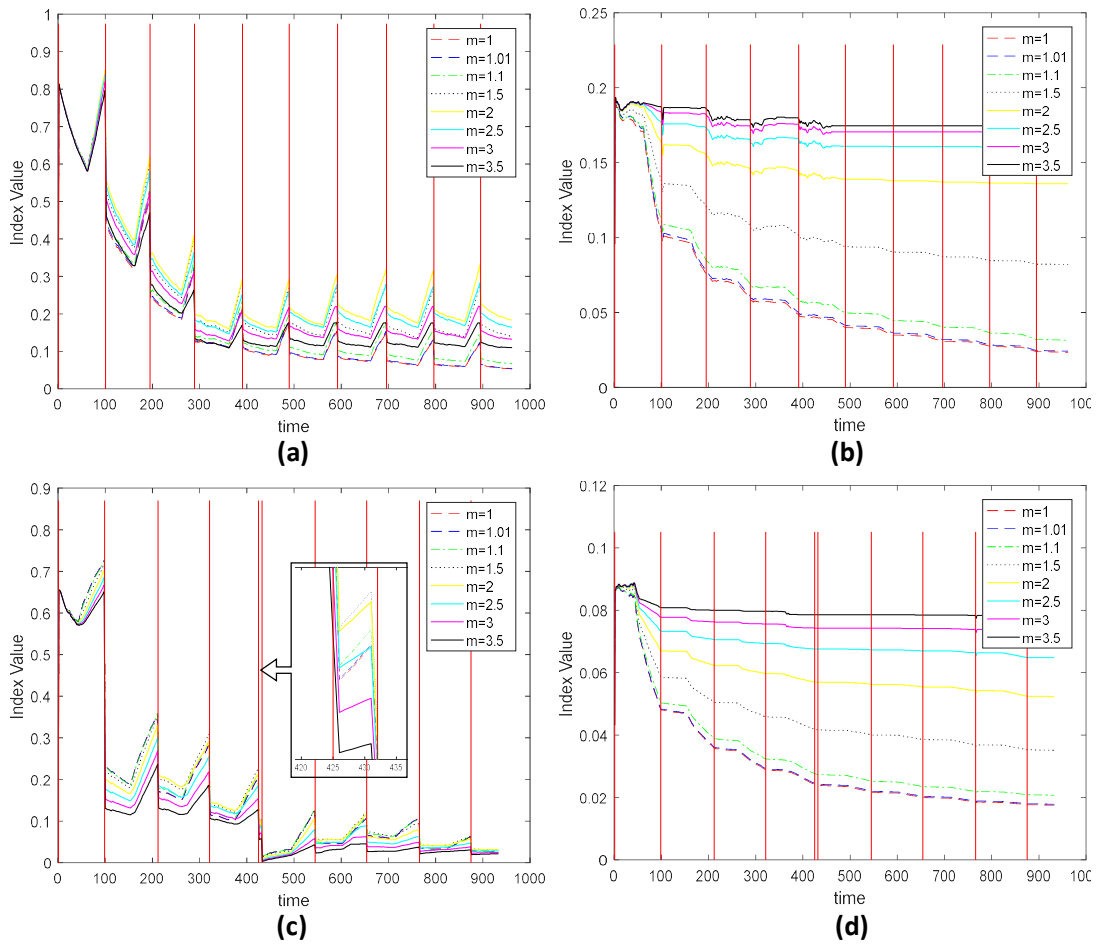 1
0.9
0.8
0.7
0.6
0.5
0.4
0.3
0.2
0.1
0
Index Value
0 100 200 300 400 500 600 700 800 900 1000
time
m=1
m=1.01
m=1.1
m=1.5
m=2
m=2.5
m=3
m=3.5
(a)
0.25
0.2
0.15
0.1
0.05
0
Index Value
0 100 200 300 400 500 600 700 800 900 100
time
m=1
m=1.01
m=1.1
m=1.5
m=2
m=2.5
m=3
m=3.5
(b)
0.9
0.8
0.7
0.6
0.5
0.4
0.3
0.2
0.1
0
Index Value
0 100 200 300 400 500 600 700 800 900 1000
time
m=1
m=1.01
m=1.1
m=1.5
m=2
m=2.5
m=3
m=3.5
420 425 430 435
(c)
0.12
0.1
0.08
0.06
0.04
0.02
0
Index Value
0 100 200 300 400 500 600 700 800 900 100
time
m=1
m=1.01
m=1.1
m=1.5
m=2
m=2.5
m=3
m=3.5
(d)